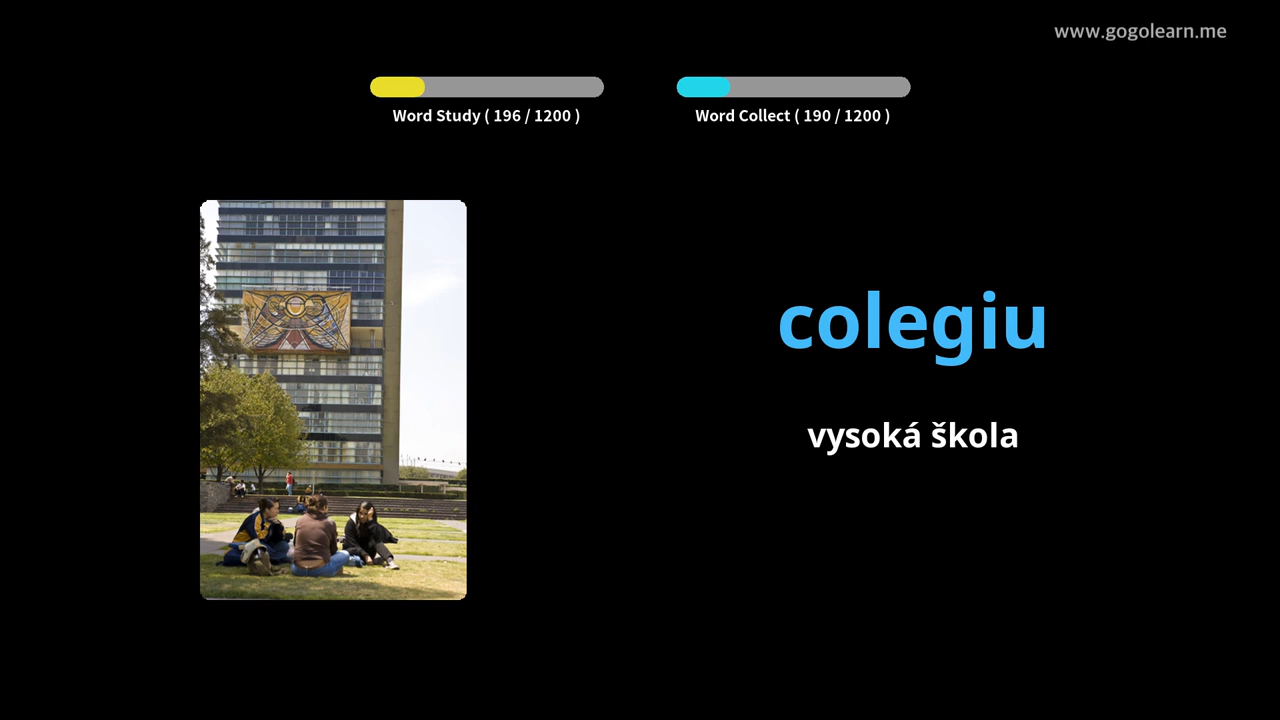 www.gogolearn.me
Word Study ( 196 / 1200 )
Word Collect ( 190 / 1200 )
colegiu
vysoká škola